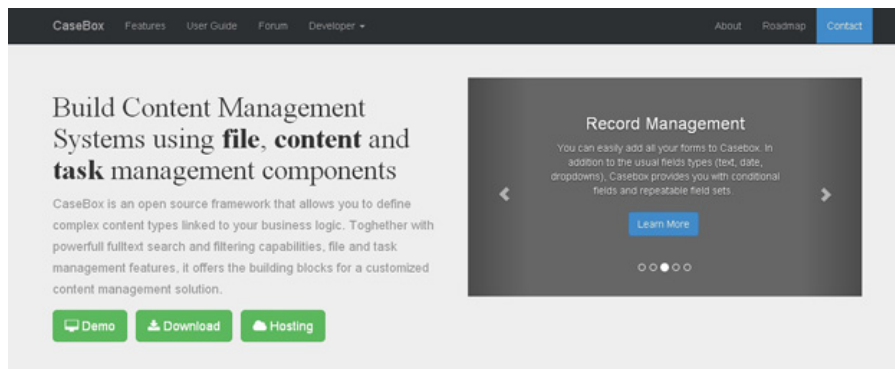 CaseBox Features User Guide Forum Developer About Roadmap Contact
Build Content Management
Systems using file, content and
task management components
CaseBox is an open source framework that allows you to define
complex content types linked to your business logic. Toghether with
powerfull fulltext search and filtering capabilities, file and task
management features, it offers the building blocks for a customized
content management solution.
Demo Download Hosting
Record Management
You can easily add all your forms to Casebox. In
addition to the usual fields types (text, date,
dropdowns), Casebox provides you with conditional
fields and repeatable field sets.
Learn More